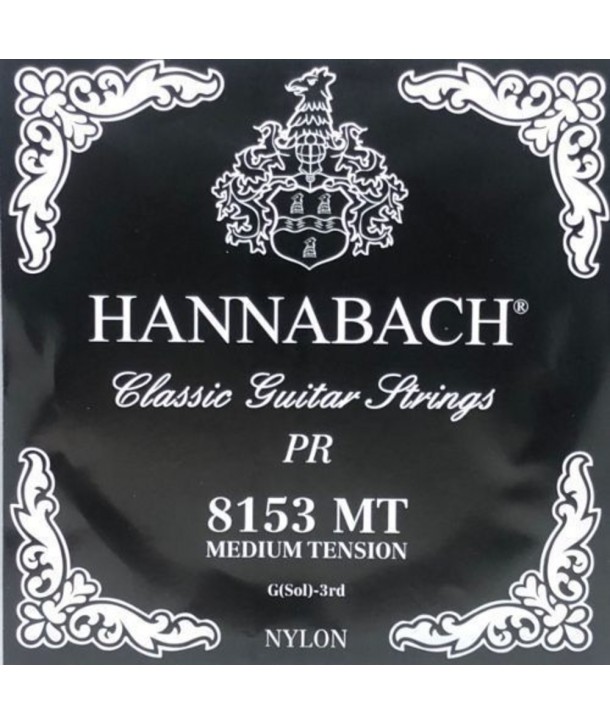 HANNABACH®
Classic Guitar Strings
PR
8153 MT
MEDIUM TENSION
G(Sol)-3rd
NYLON